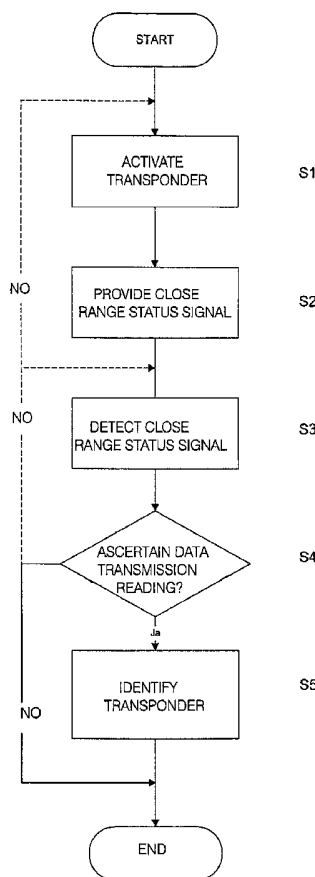 START
ACTIVATE
TRANSPONDER
S1
NO
PROVIDE CLOSE
RANGE STATUS SIGNAL
S2
NO
DETECT CLOSE
RANGE STATUS SIGNAL
S3
ASCERTAIN DATA
TRANSMISSION
READING?
S4
Ja
IDENTIFY
TRANSPONDER
S5
NO
END